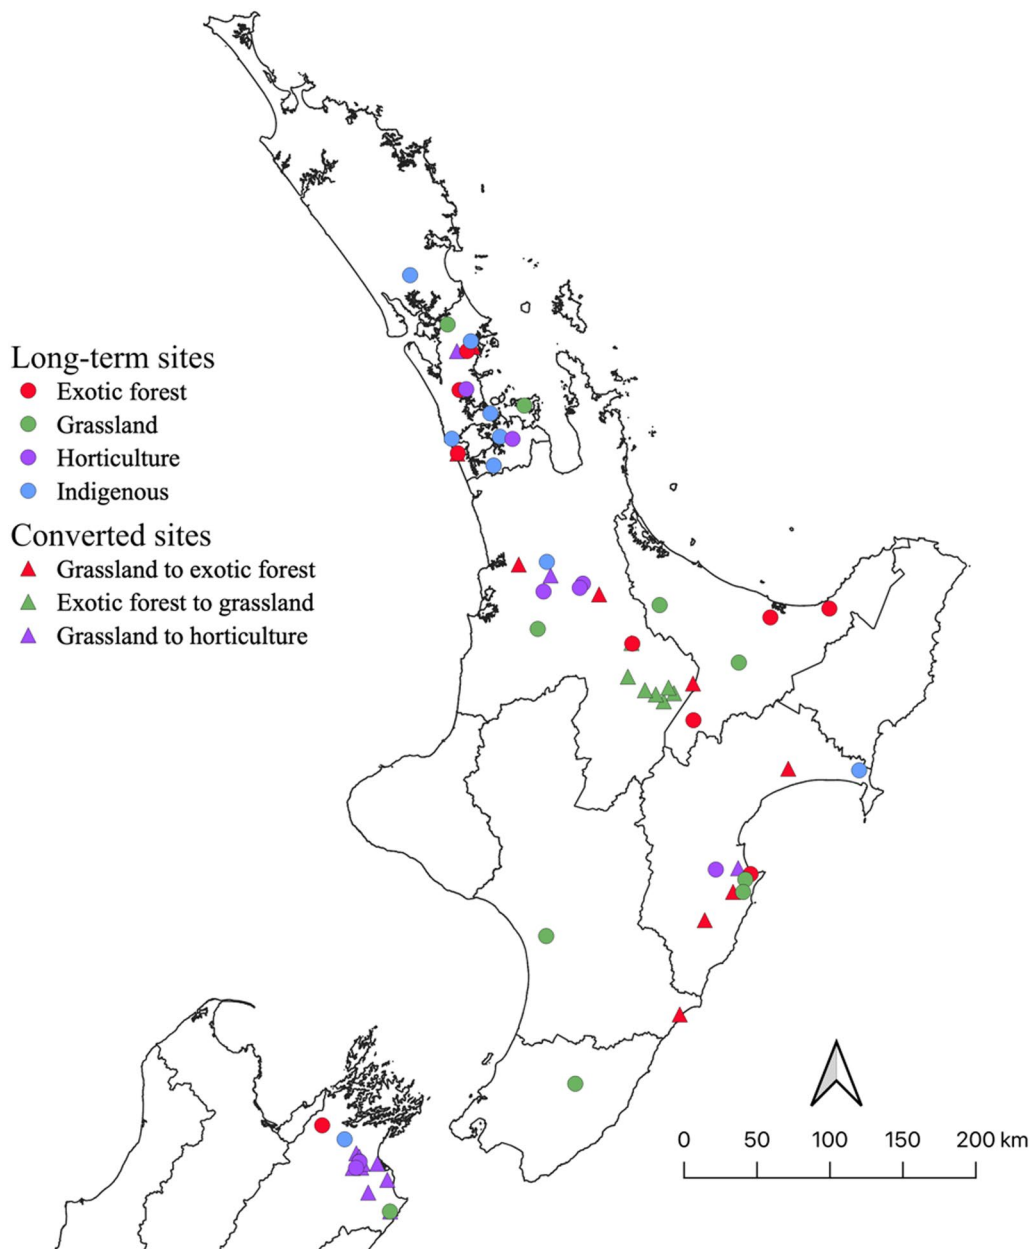 Long-term sites
Exotic forest
Grassland
Horticulture
Indigenous
Converted sites
Grassland to exotic forest
Exotic forest to grassland
Grassland to horticulture
0 50 100 150 200 km